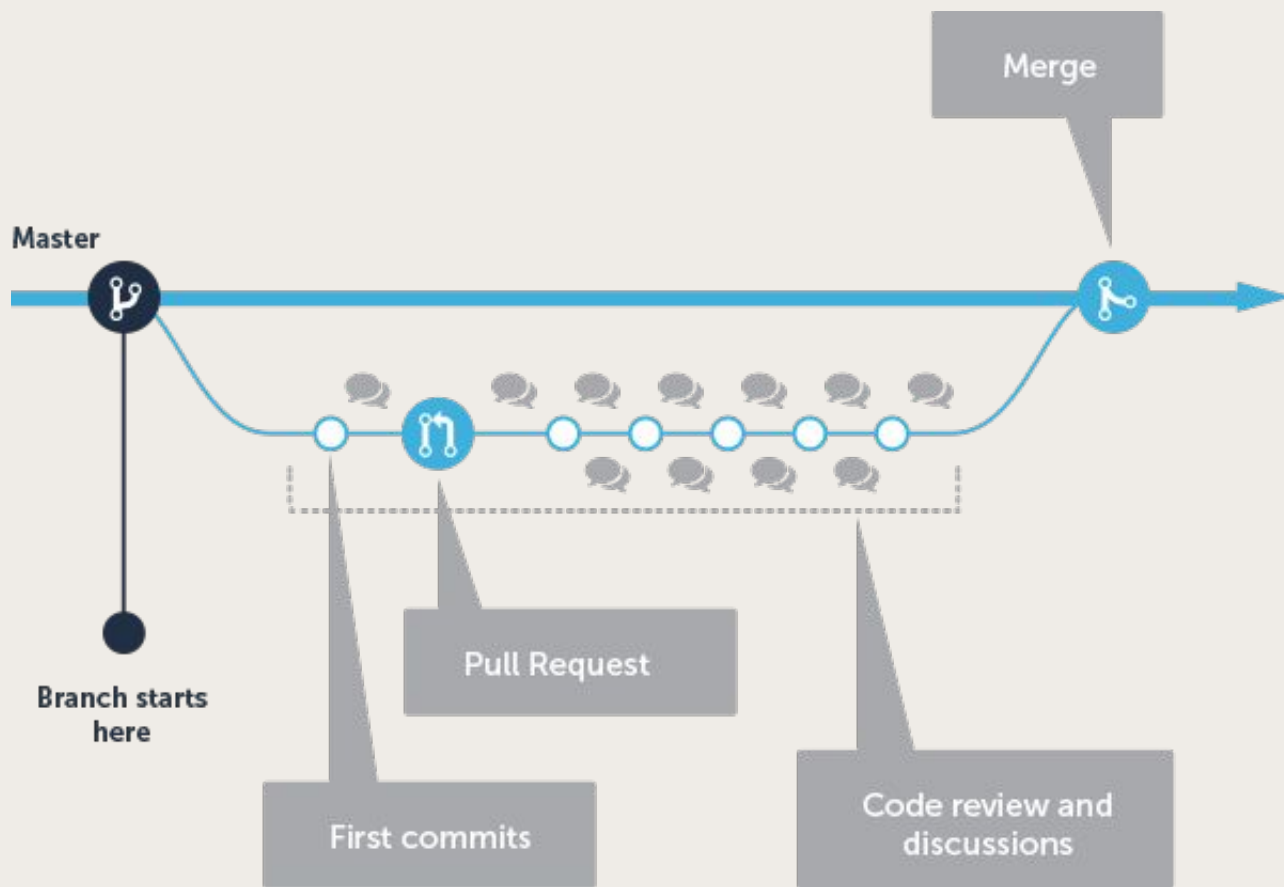 Merge
Master
Pull Request
Branch starts
here
First commits
Code review and
discussions